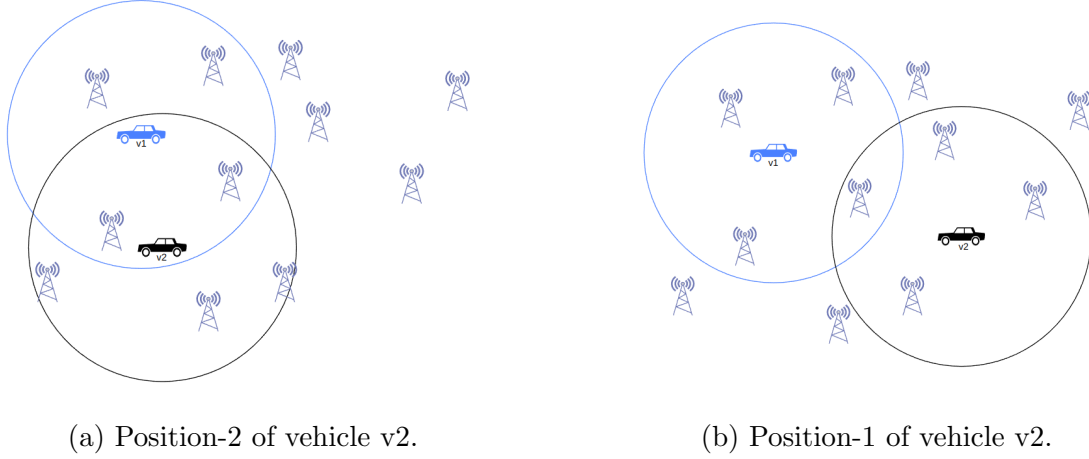 v1
v2
v1
v2
(a) Position-2 of vehicle v2.
(b) Position-1 of vehicle v2.